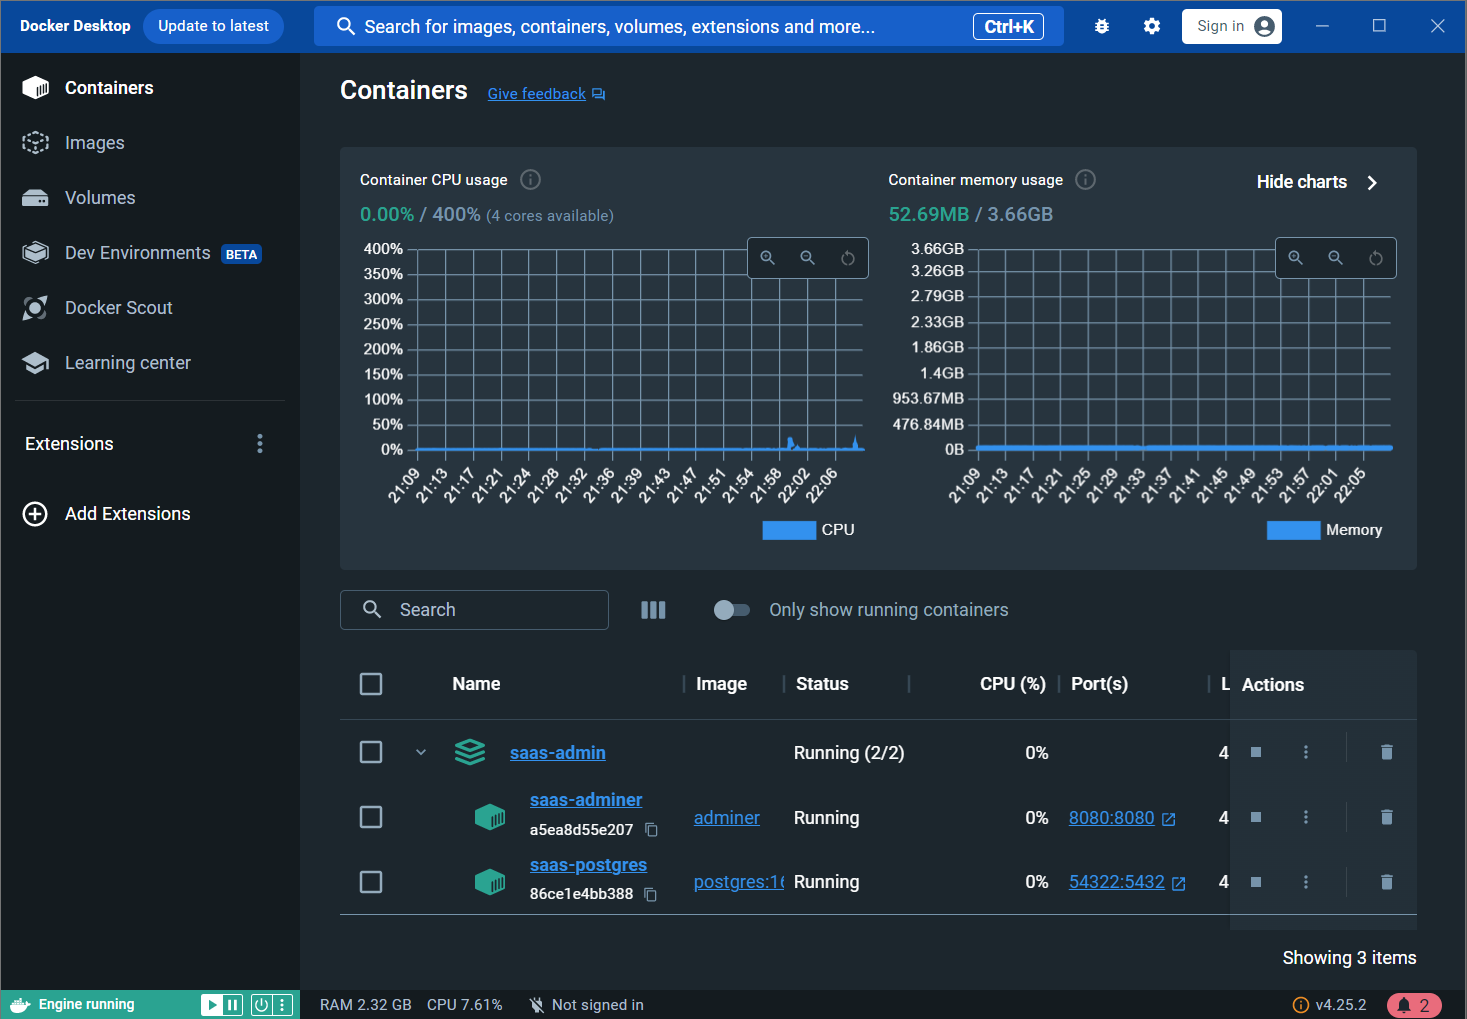 Docker Desktop
Update to latest
Search for images, containers, volumes, extensions and more...
Ctrl+K
Sign in
Containers
Images
Volumes
Dev Environments BETA
Docker Scout
Learning center
Extensions
Add Extensions
Containers
Give feedback
Container CPU usage
0.00% / 400% (4 cores available)
400%
350%
300%
250%
200%
150%
100%
50%
0%
21:09 21:13 21:17 21:21 21:24 21:28 21:32 21:36 21:39 21:43 21:47 21:51 21:54 21:58 22:02 22:06
CPU
Container memory usage
52.69MB / 3.66GB
Hide charts
3.66GB
3.26GB
2.79GB
2.33GB
1.86GB
1.4GB
953.67MB
476.84MB
0B
21:09 21:13 21:17 21:21 21:25 21:29 21:33 21:37 21:41 21:45 21:49 21:53 21:57 22:01 22:05
Memory
Search
Only show running containers
Name Image Status CPU (%) Port(s) L Actions
saas-admin Running (2/2) 0% 4
saas-adminer
a5ea8d55e207
adminer Running 0% 8080:8080 4
saas-postgres
86ce1e4bb388
postgres:16 Running 0% 54322:5432 4
Showing 3 items
Engine running
RAM 2.32 GB CPU 7.61% Not signed in
v4.25.2
2